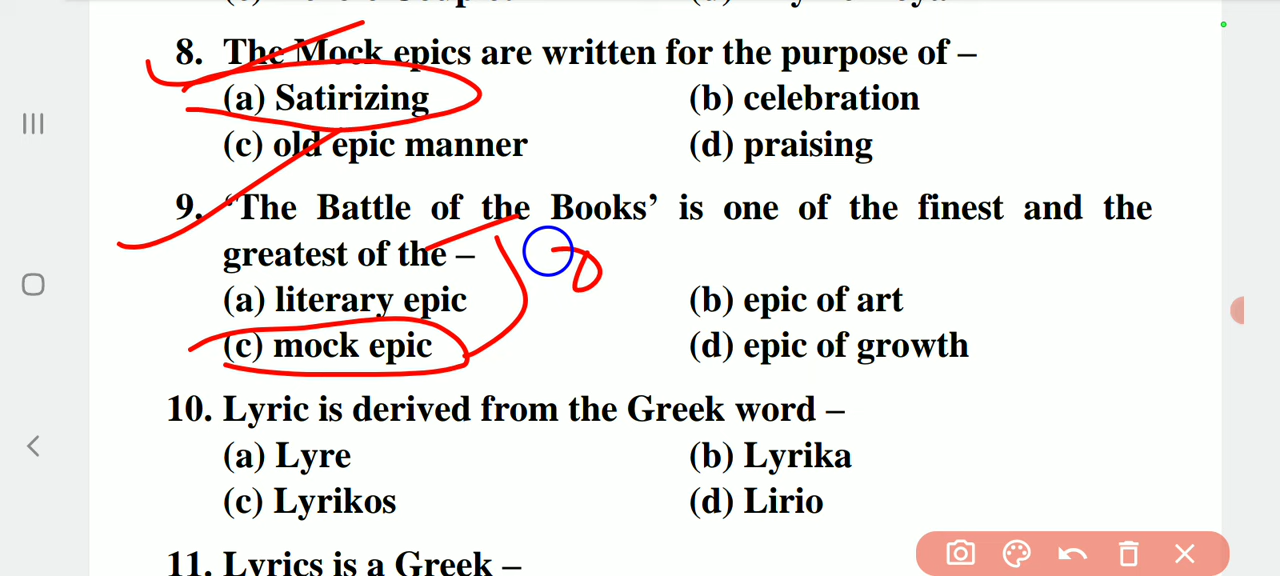 8. The Mock epics are written for the purpose of –
(a) Satirizing (b) celebration
(c) old epic manner (d) praising
9. 'The Battle of the Books' is one of the finest and the
greatest of the –
(a) literary epic (b) epic of art
(c) mock epic (d) epic of growth
10. Lyric is derived from the Greek word –
(a) Lyre (b) Lyrika
(c) Lyrikos (d) Lirio
11. Lyrics is a Greek –